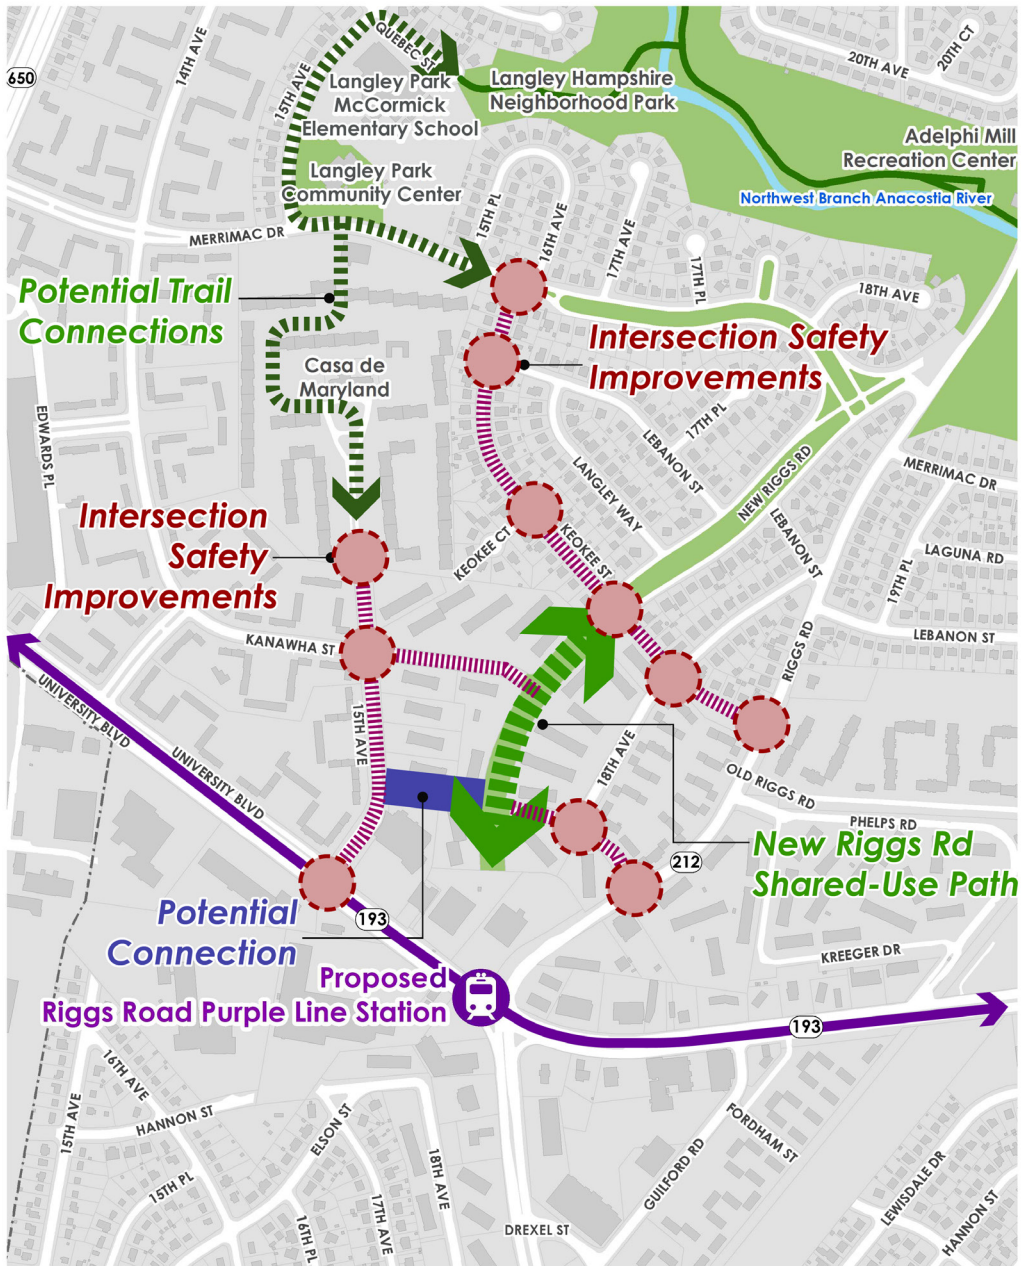 650
14TH AVE
15TH AVE
QUEBEC ST
20TH AVE
20TH CT
Langley Park
McCormick
Elementary School
Langley Hampshire
Neighborhood Park
Adelphi Mill
Recreation Center
Langley Park
Community Center
Northwest Branch Anacostia River
MERRIMAC DR
15TH PL
16TH AVE
17TH AVE
17TH PL
18TH AVE
Potential Trail
Connections
Intersection Safety
Improvements
Casa de
Maryland
EDWARDS PL
17TH PL
LEBANON ST
LANGLEY WAY
NEW RIGGS RD
MERRIMAC DR
Intersection
Safety
Improvements
KEOKEE CT
KEOKEE ST
LEBANON ST
LAGUNA RD
19TH PL
LEBANON ST
RIGGS RD
KANAWHA ST
UNIVERSITY BLVD
UNIVERSITY BLVD
15TH AVE
18TH AVE
OLD RIGGS RD
PHELPS RD
New Riggs Rd
Shared-Use Path
212
Potential
Connection
193
KREEGER DR
Proposed
Riggs Road Purple Line Station
193
16TH AVE
15TH AVE
HANNON ST
ELSON ST
15TH PL
16TH PL
17TH AVE
18TH AVE
DREXEL ST
GUILFORD RD
FORDHAM ST
LEWISDALE DR
HANNON ST